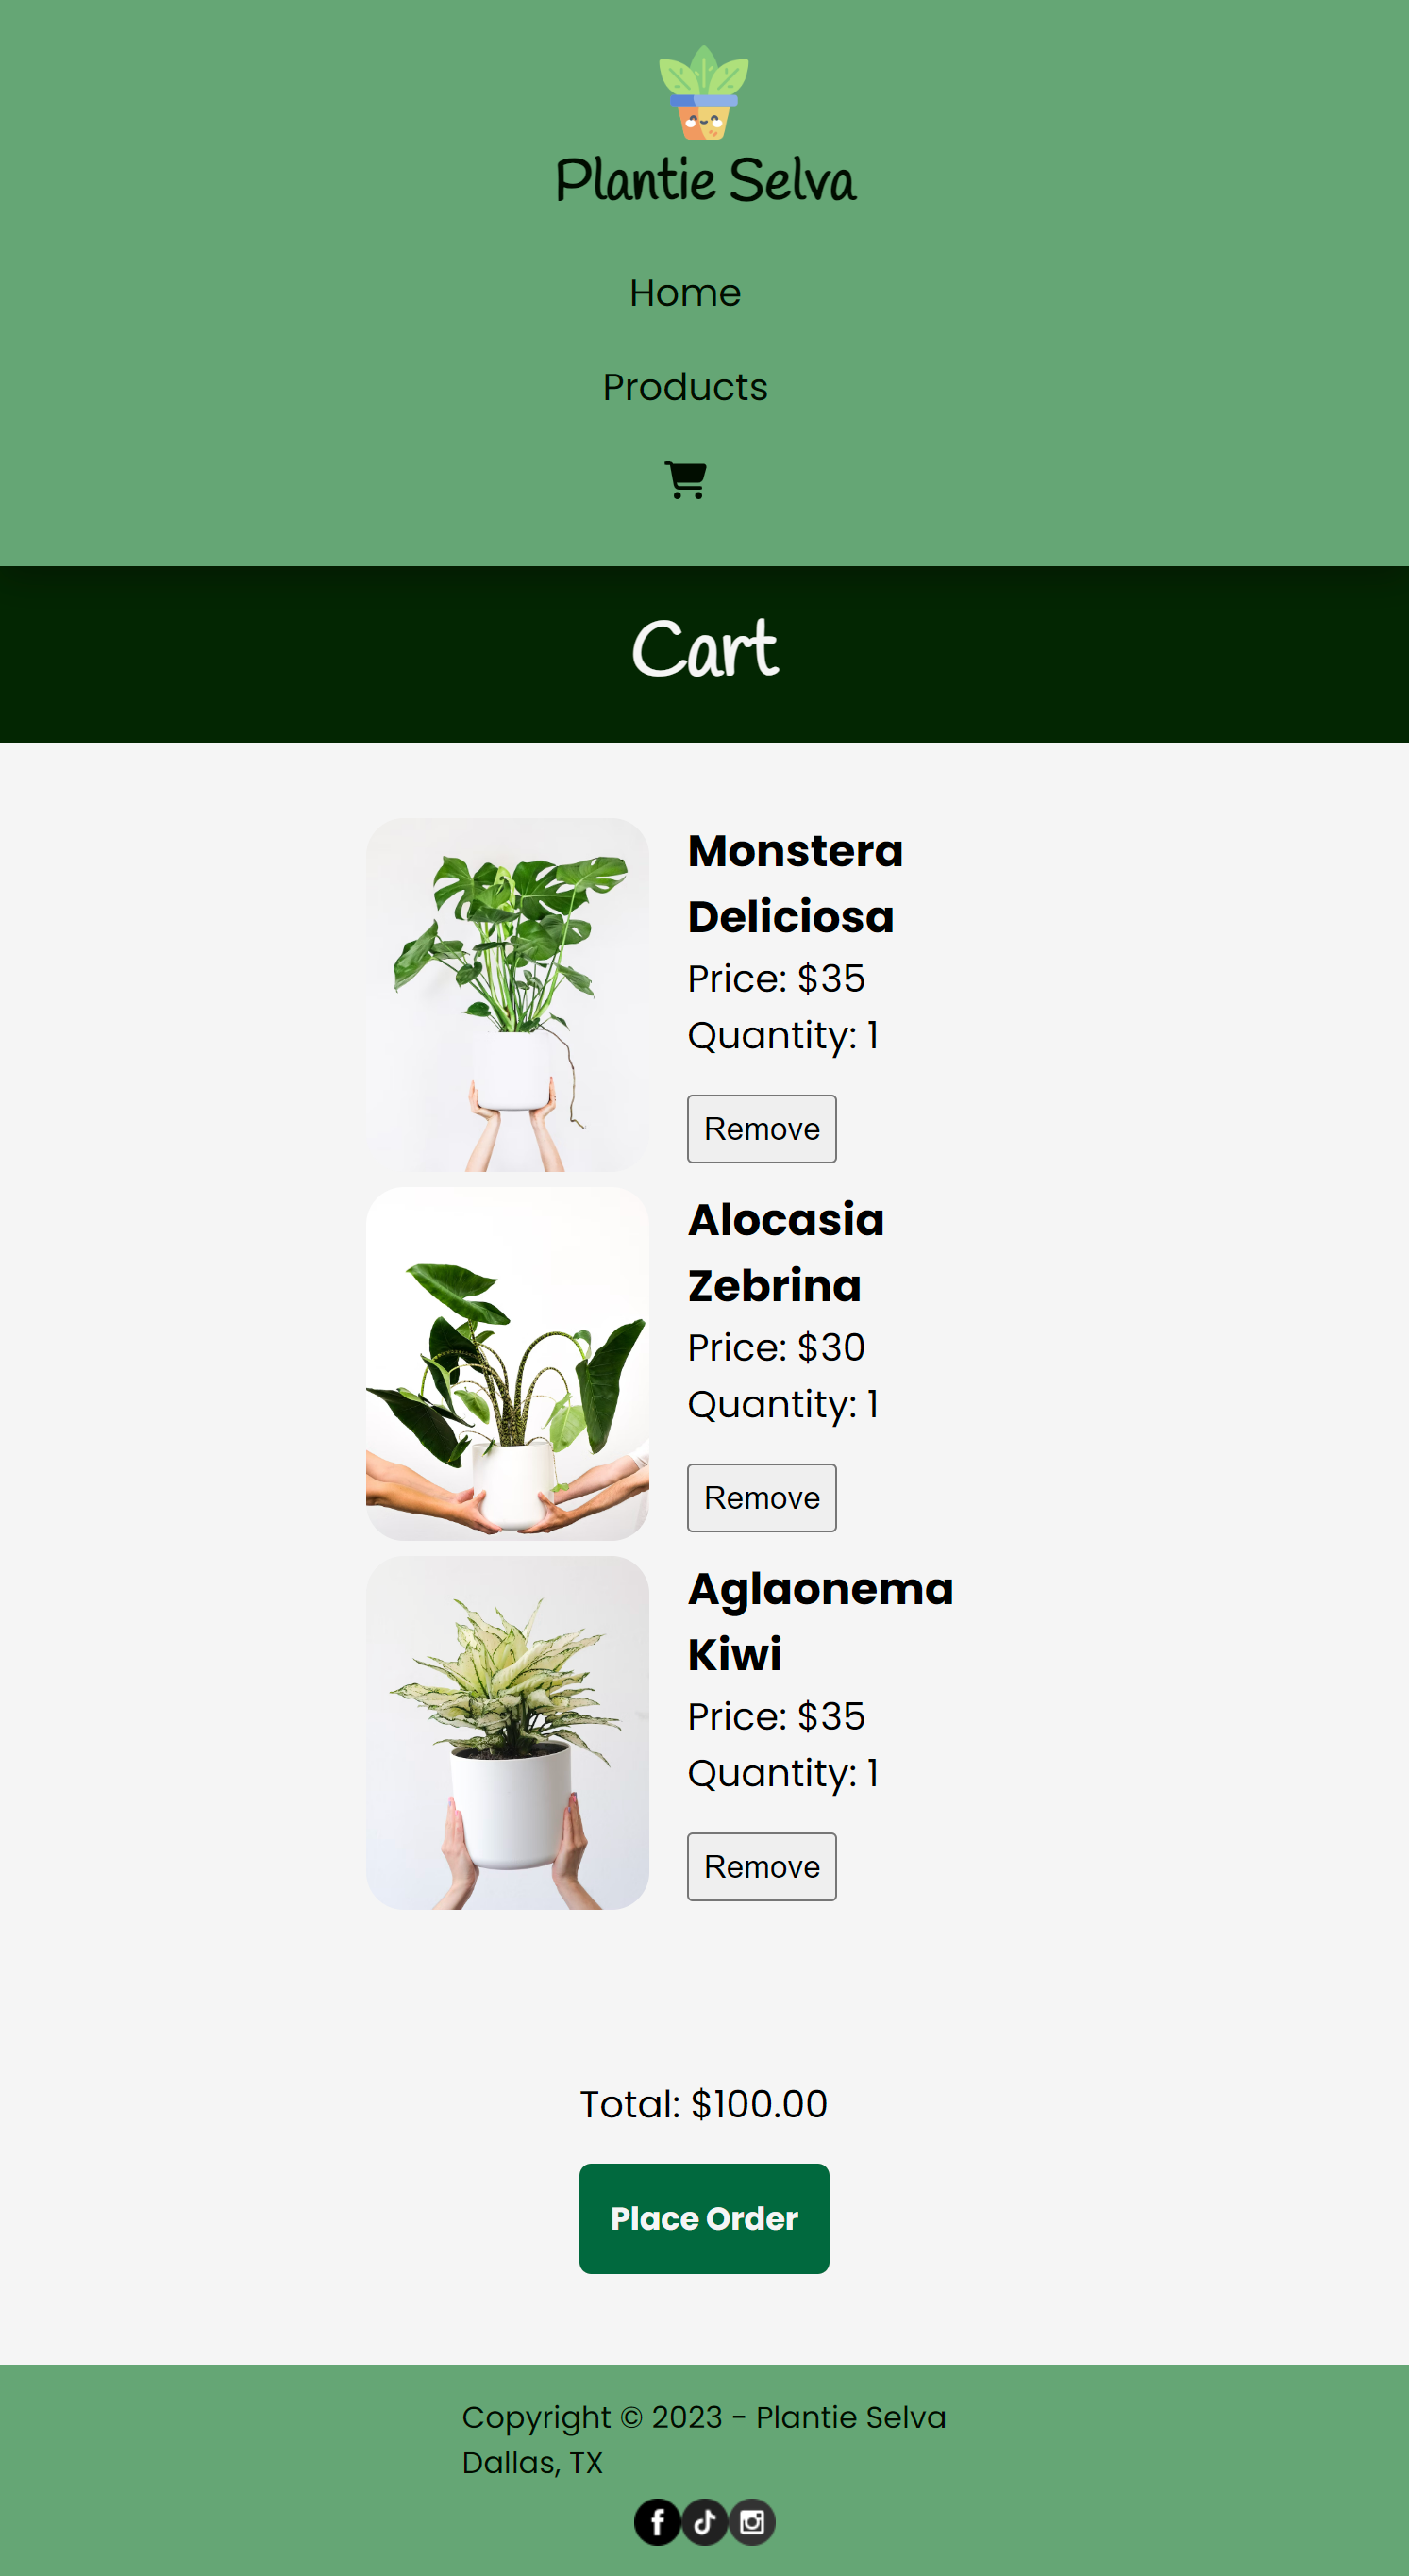 Plantie Selva
Home
Products
Cart
Monstera
Deliciosa
Price: $35
Quantity: 1
Remove
Alocasia
Zebrina
Price: $30
Quantity: 1
Remove
Aglaonema
Kiwi
Price: $35
Quantity: 1
Remove
Total: $100.00
Place Order
Copyright © 2023 - Plantie Selva
Dallas, TX